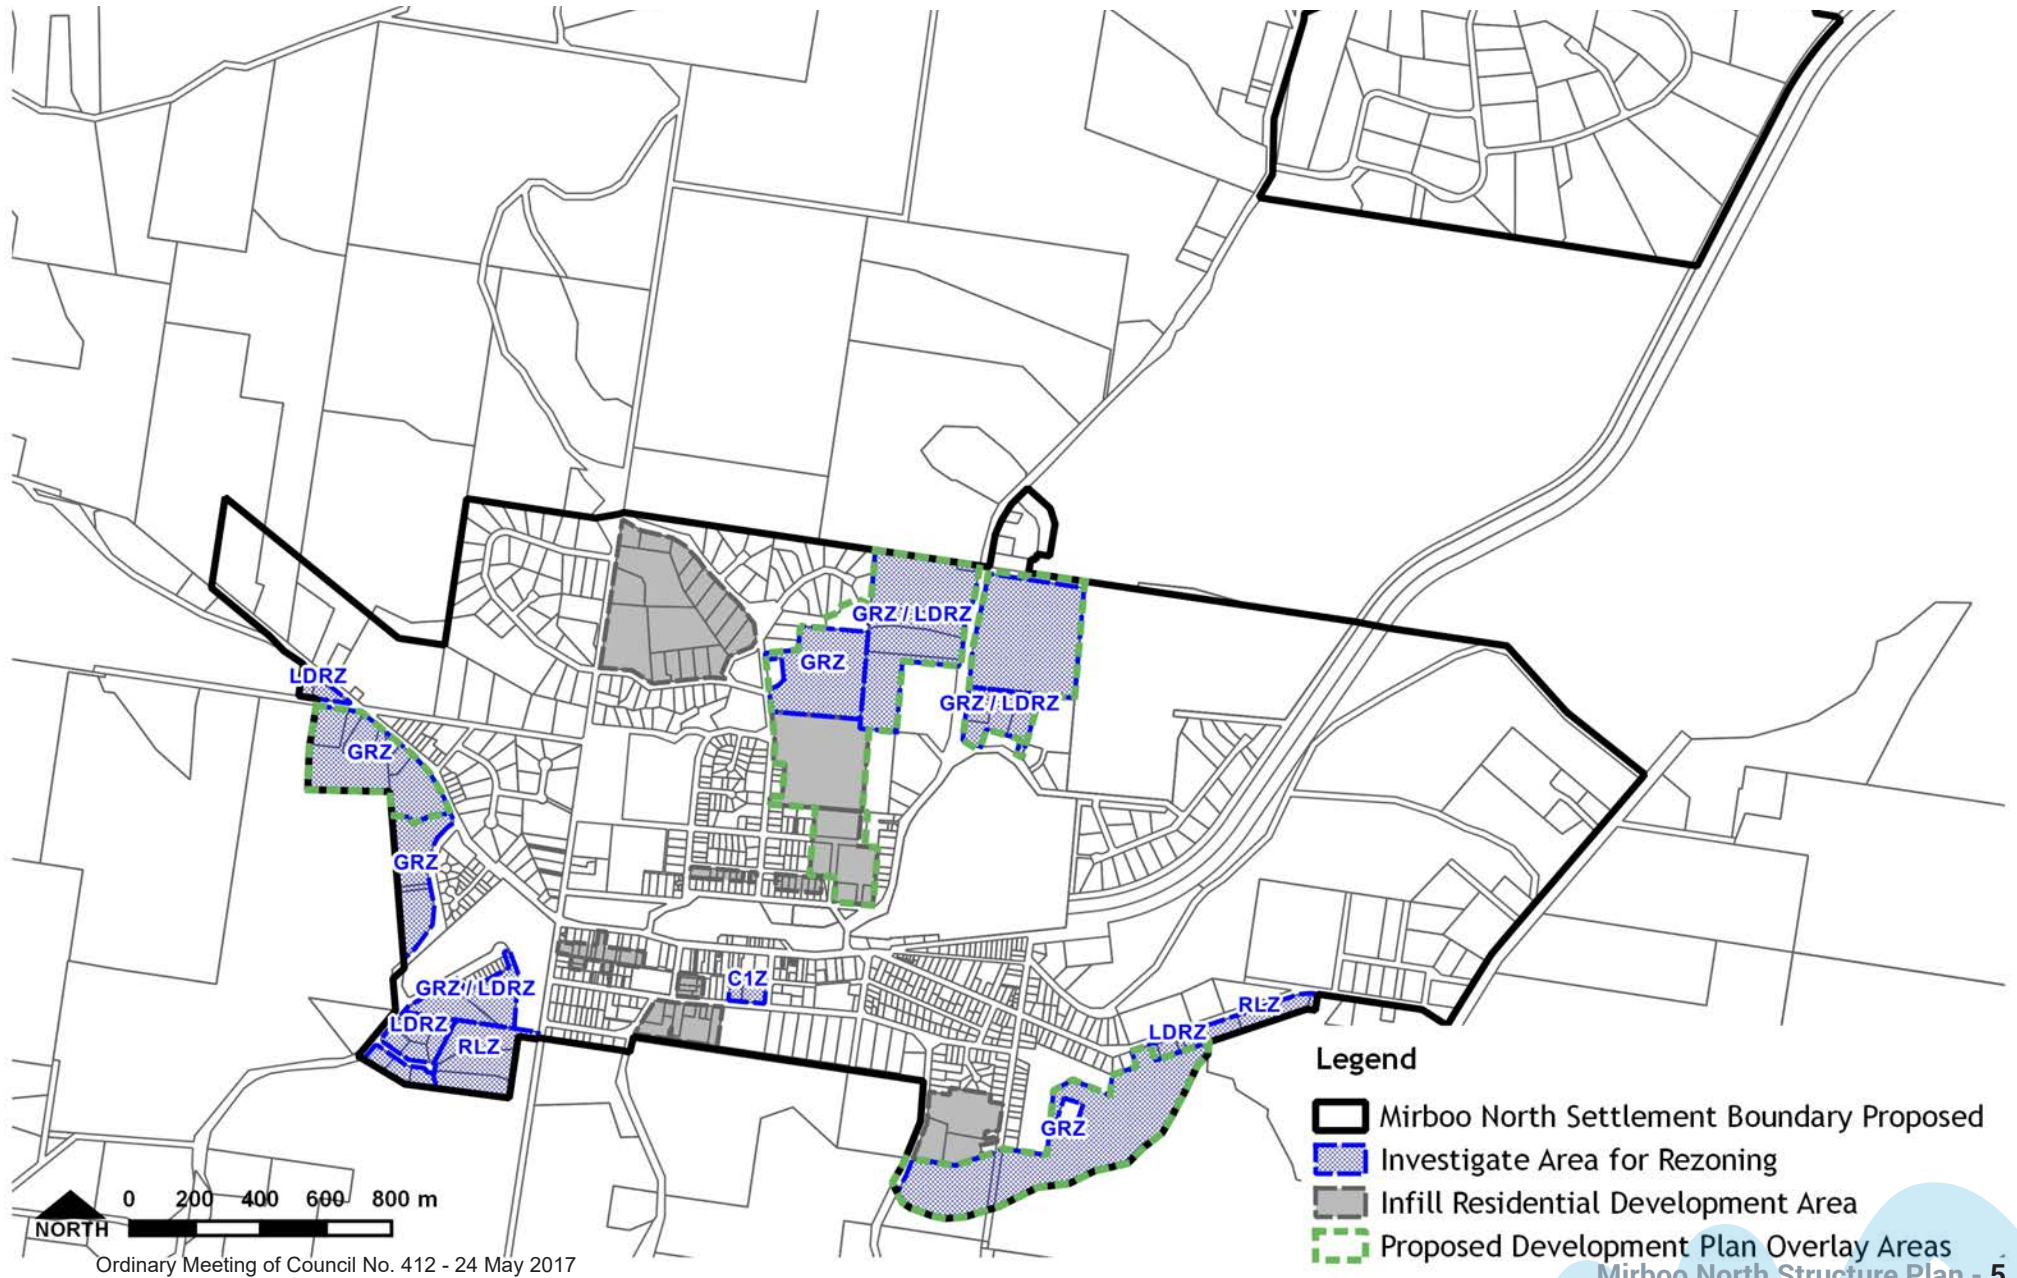 LDRZ
GRZ
GRZ
GRZ / LDRZ
GRZ
GRZ / LDRZ
GRZ / LDRZ
LDRZ
RLZ
C1Z
RLZ
LDRZ
GRZ
Legend
Mirboo North Settlement Boundary Proposed
Investigate Area for Rezoning
Infill Residential Development Area
Proposed Development Plan Overlay Areas
0 200 400 600 800 m
NORTH
Ordinary Meeting of Council No. 412 - 24 May 2017
Mirboo North Structure Plan - 5